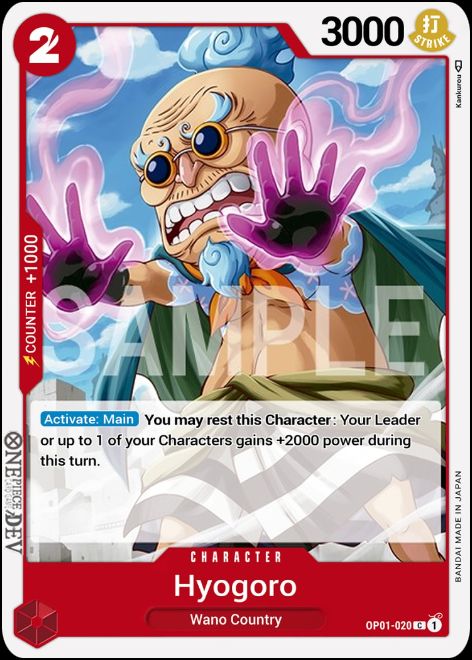 2
3000
打
STRIKE
Kankurou
COUNTER +1000
SAMPLE
Activate: Main You may rest this Character: Your Leader
or up to 1 of your Characters gains +2000 power during
this turn.
ONE PIECE
CARD GAME
DEV
BANDAI MADE IN JAPAN
CHARACTER
Hyogoro
Wano Country
OP01-020 C 1